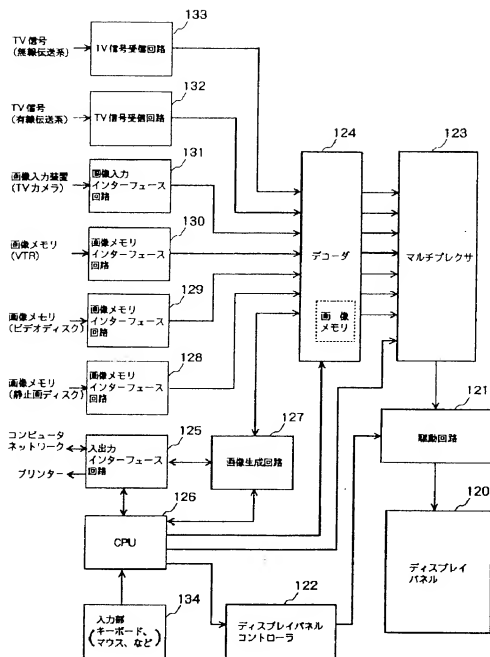 133
TV信号
(無線伝送系)
TV信号受信回路
132
TV信号
(有線伝送系)
TV信号受信回路
124
123
131
画像入力装置
(TVカメラ)
画像入力
インターフェース
回路
130
画像メモリ
(VTR)
画像メモリ
インターフェース
回路
デコーダ
マルチプレクサ
129
画像メモリ
(ビデオディスク)
画像メモリ
インターフェース
回路
画像
メモリ
128
画像メモリ
(静止画ディスク)
画像メモリ
インターフェース
回路
127
121
125
コンピュータ
ネットワーク
プリンター
入出力
インターフェース
回路
画像生成回路
駆動回路
126
120
CPU
ディスプレイ
パネル
122
134
入力部
(キーボード、
マウス、など)
ディスプレイパネル
コントローラ